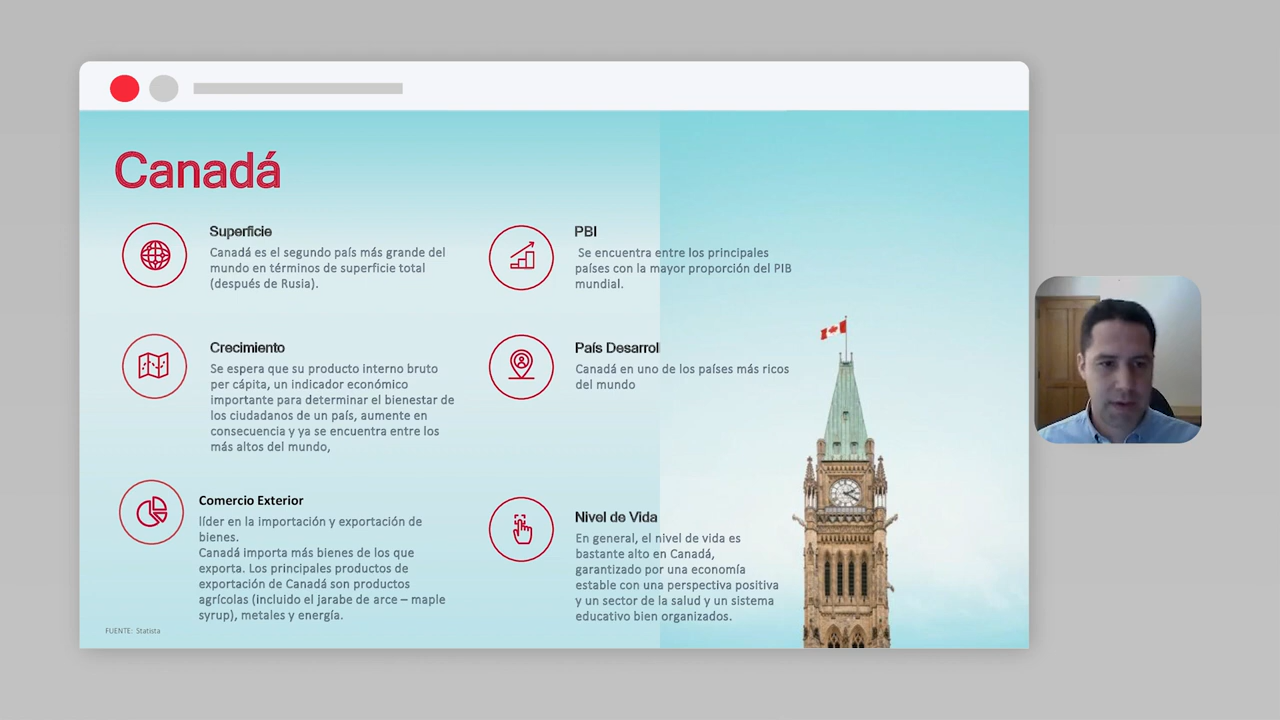 Canadá
Superficie
Canadá es el segundo país más grande del
mundo en términos de superficie total
(después de Rusia).
PBI
Se encuentra entre los principales
países con la mayor proporción del PIB
mundial.
Crecimiento
Se espera que su producto interno bruto
per cápita, un indicador económico
importante para determinar el bienestar de
los ciudadanos de un país, aumente en
consecuencia y ya se encuentra entre los
más altos del mundo,
País Desarrol
Canadá en uno de los países más ricos
del mundo
Comercio Exterior
líder en la importación y exportación de
bienes.
Canadá importa más bienes de los que
exporta. Los principales productos de
exportación de Canadá son productos
agrícolas (incluido el jarabe de arce – maple
syrup), metales y energía.
Nivel de Vida
En general, el nivel de vida es
bastante alto en Canadá,
garantizado por una economía
estable con una perspectiva positiva
y un sector de la salud y un sistema
educativo bien organizados.
FUENTE: Statista